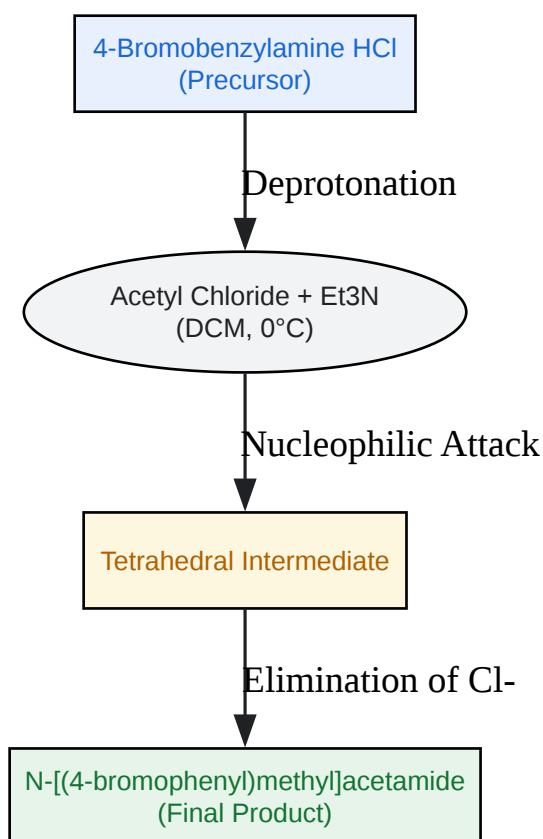 4-Bromobenzylamine HCl
(Precursor)
Deprotonation
Acetyl Chloride + Et3N
(DCM, 0°C)
Nucleophilic Attack
Tetrahedral Intermediate
Elimination of Cl-
N-[(4-bromophenyl)methyl]acetamide
(Final Product)